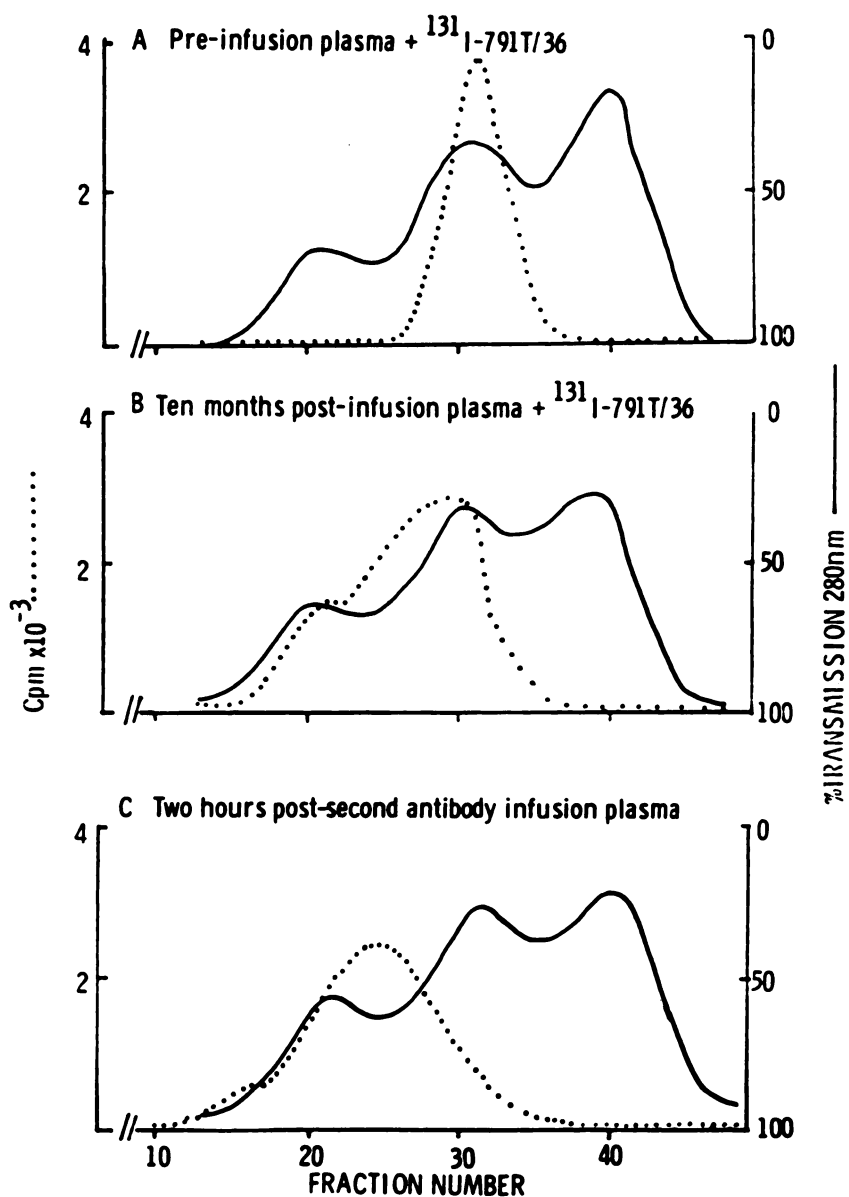 A Pre-infusion plasma + 131I-791T/36
4
2
0
50
100
B Ten months post-infusion plasma + 131I-791T/36
4
2
0
50
100
Cpm x10-3
%TRANSMISSION 280nm
C Two hours post-second antibody infusion plasma
4
2
0
50
100
10 20 30 40
FRACTION NUMBER